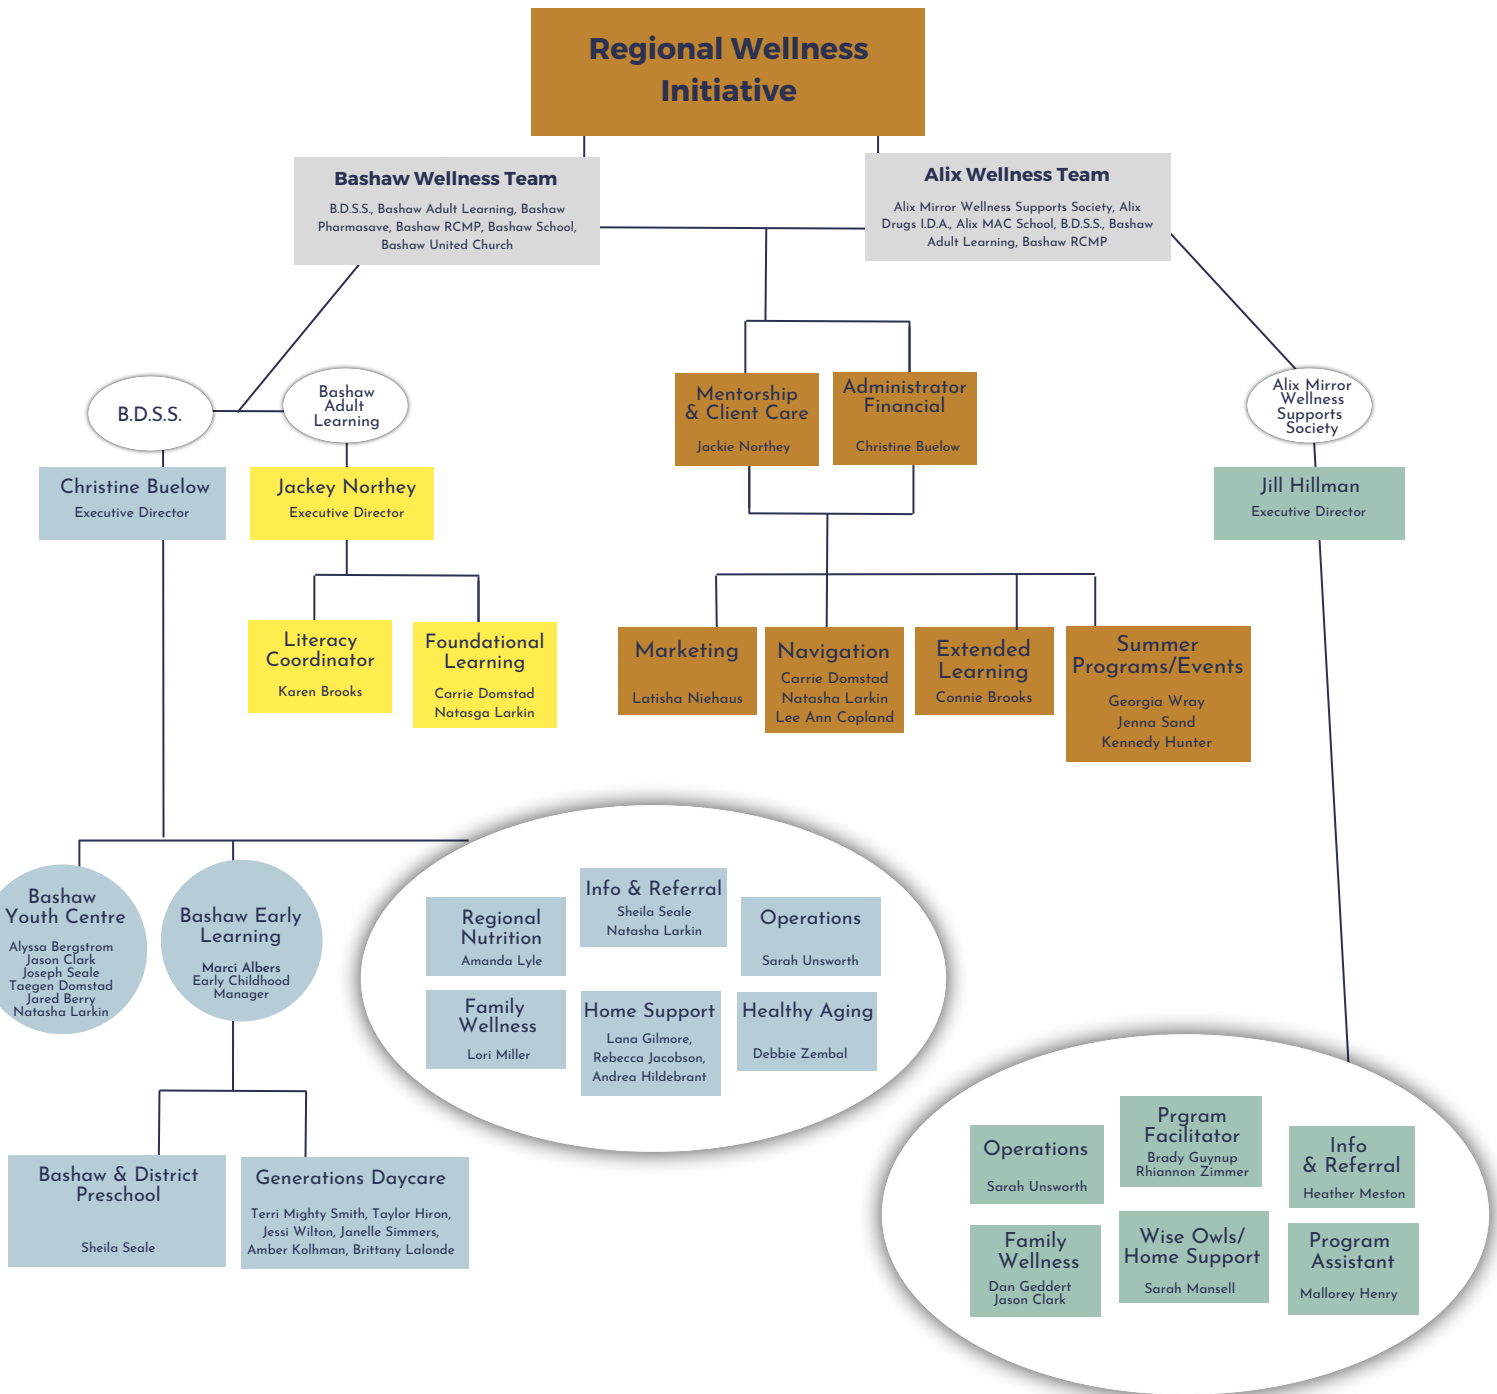 Regional Wellness
Initiative
Bashaw Wellness Team
B.D.S.S., Bashaw Adult Learning, Bashaw
Pharmasave, Bashaw RCMP, Bashaw School,
Bashaw United Church
Alix Wellness Team
Alix Mirror Wellness Supports Society, Alix
Drugs I.D.A., Alix MAC School, B.D.S.S., Bashaw
Adult Learning, Bashaw RCMP
B.D.S.S.
Bashaw
Adult
Learning
Mentorship
& Client Care
Jackie Northey
Administrator
Financial
Christine Buelow
Alix Mirror
Wellness
Supports
Society
Christine Buelow
Executive Director
Jackey Northey
Executive Director
Jill Hillman
Executive Director
Literacy
Coordinator
Karen Brooks
Foundational
Learning
Carrie Domstad
Natasga Larkin
Marketing
Latisha Niehaus
Navigation
Carrie Domstad
Natasha Larkin
Lee Ann Copland
Extended
Learning
Connie Brooks
Summer
Programs/Events
Georgia Wray
Jenna Sand
Kennedy Hunter
Bashaw
Youth Centre
Alyssa Bergstrom
Jason Clark
Joseph Seale
Taegen Domstad
Jared Berry
Natasha Larkin
Bashaw Early
Learning
Marci Albers
Early Childhood
Manager
Regional
Nutrition
Amanda Lyle
Info & Referral
Sheila Seale
Natasha Larkin
Operations
Sarah Unsworth
Family
Wellness
Lori Miller
Home Support
Lana Gilmore,
Rebecca Jacobson,
Andrea Hildebrant
Healthy Aging
Debbie Zembal
Bashaw & District
Preschool
Sheila Seale
Generations Daycare
Terri Mighty Smith, Taylor Hiron,
Jessi Wilton, Janelle Simmers,
Amber Kolhman, Brittany Lalonde
Operations
Sarah Unsworth
Prgram
Facilitator
Brady Guynup
Rhiannon Zimmer
Info
& Referral
Heather Meston
Family
Wellness
Dan Geddert
Jason Clark
Wise Owls/
Home Support
Sarah Mansell
Program
Assistant
Mallorey Henry